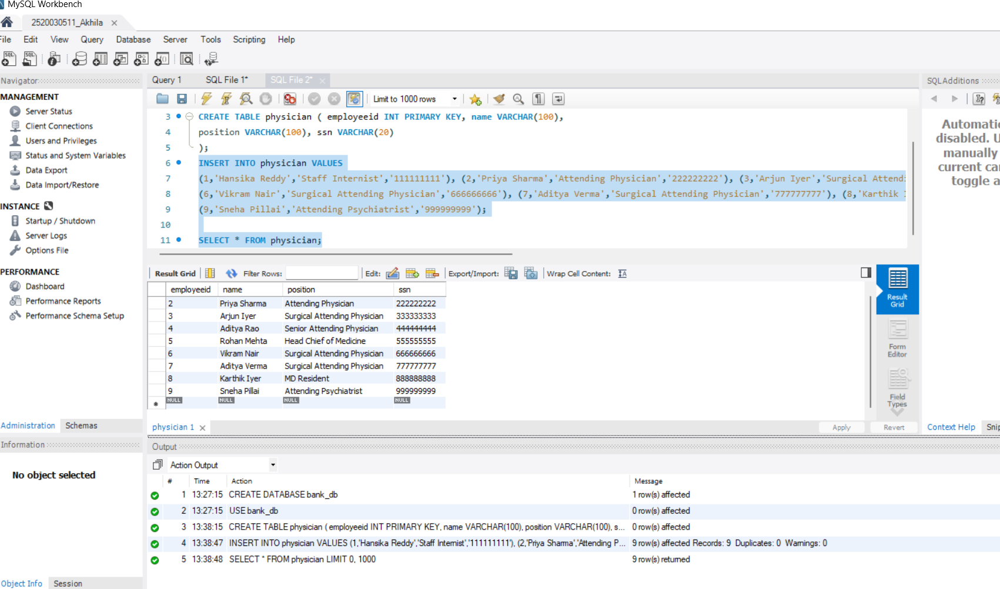 MySQL Workbench
2520030511_Akhila
File Edit View Query Database Server Tools Scripting Help
Navigator
MANAGEMENT
Server Status
Client Connections
Users and Privileges
Status and System Variables
Data Export
Data Import/Restore
INSTANCE
Startup / Shutdown
Server Logs
Options File
PERFORMANCE
Dashboard
Performance Reports
Performance Schema Setup
Administration Schemas
Information
No object selected
Object Info Session
Query 1 SQL File 1* SQL File 2*
Limit to 1000 rows
3 CREATE TABLE physician ( employeeid INT PRIMARY KEY, name VARCHAR(100),
4 position VARCHAR(100), ssn VARCHAR(20)
5 );
6 INSERT INTO physician VALUES
7 (1,'Hansika Reddy','Staff Internist','111111111'), (2,'Priya Sharma','Attending Physician','222222222'), (3,'Arjun Iyer','Surgical Attend
8 (6,'Vikram Nair','Surgical Attending Physician','666666666'), (7,'Aditya Verma','Surgical Attending Physician','777777777'), (8,'Karthik
9 (9,'Sneha Pillai','Attending Psychiatrist','999999999');
10
11 SELECT * FROM physician;
Result Grid Filter Rows: Edit: Export/Import: Wrap Cell Content:
employeeid name position ssn
2 Priya Sharma Attending Physician 222222222
3 Arjun Iyer Surgical Attending Physician 333333333
4 Aditya Rao Senior Attending Physician 444444444
5 Rohan Mehta Head Chief of Medicine 555555555
6 Vikram Nair Surgical Attending Physician 666666666
7 Aditya Verma Surgical Attending Physician 777777777
8 Karthik Iyer MD Resident 888888888
9 Sneha Pillai Attending Psychiatrist 999999999
NULL NULL NULL NULL
Result
Grid
Form
Editor
Field
Types
physician 1
Apply Revert
Output
Action Output
# Time Action Message
1 13:27:15 CREATE DATABASE bank_db 1 row(s) affected
2 13:27:15 USE bank_db 0 row(s) affected
3 13:38:15 CREATE TABLE physician ( employeeid INT PRIMARY KEY, name VARCHAR(100), position VARCHAR(100), s... 0 row(s) affected
4 13:38:47 INSERT INTO physician VALUES (1,'Hansika Reddy','Staff Internist','111111111'), (2,'Priya Sharma','Attending P... 9 row(s) affected Records: 9 Duplicates: 0 Warnings: 0
5 13:38:48 SELECT * FROM physician LIMIT 0, 1000 9 row(s) returned
SQLAdditions
Automatic
disabled. U
manually
current ca
toggle a
Context Help Snip